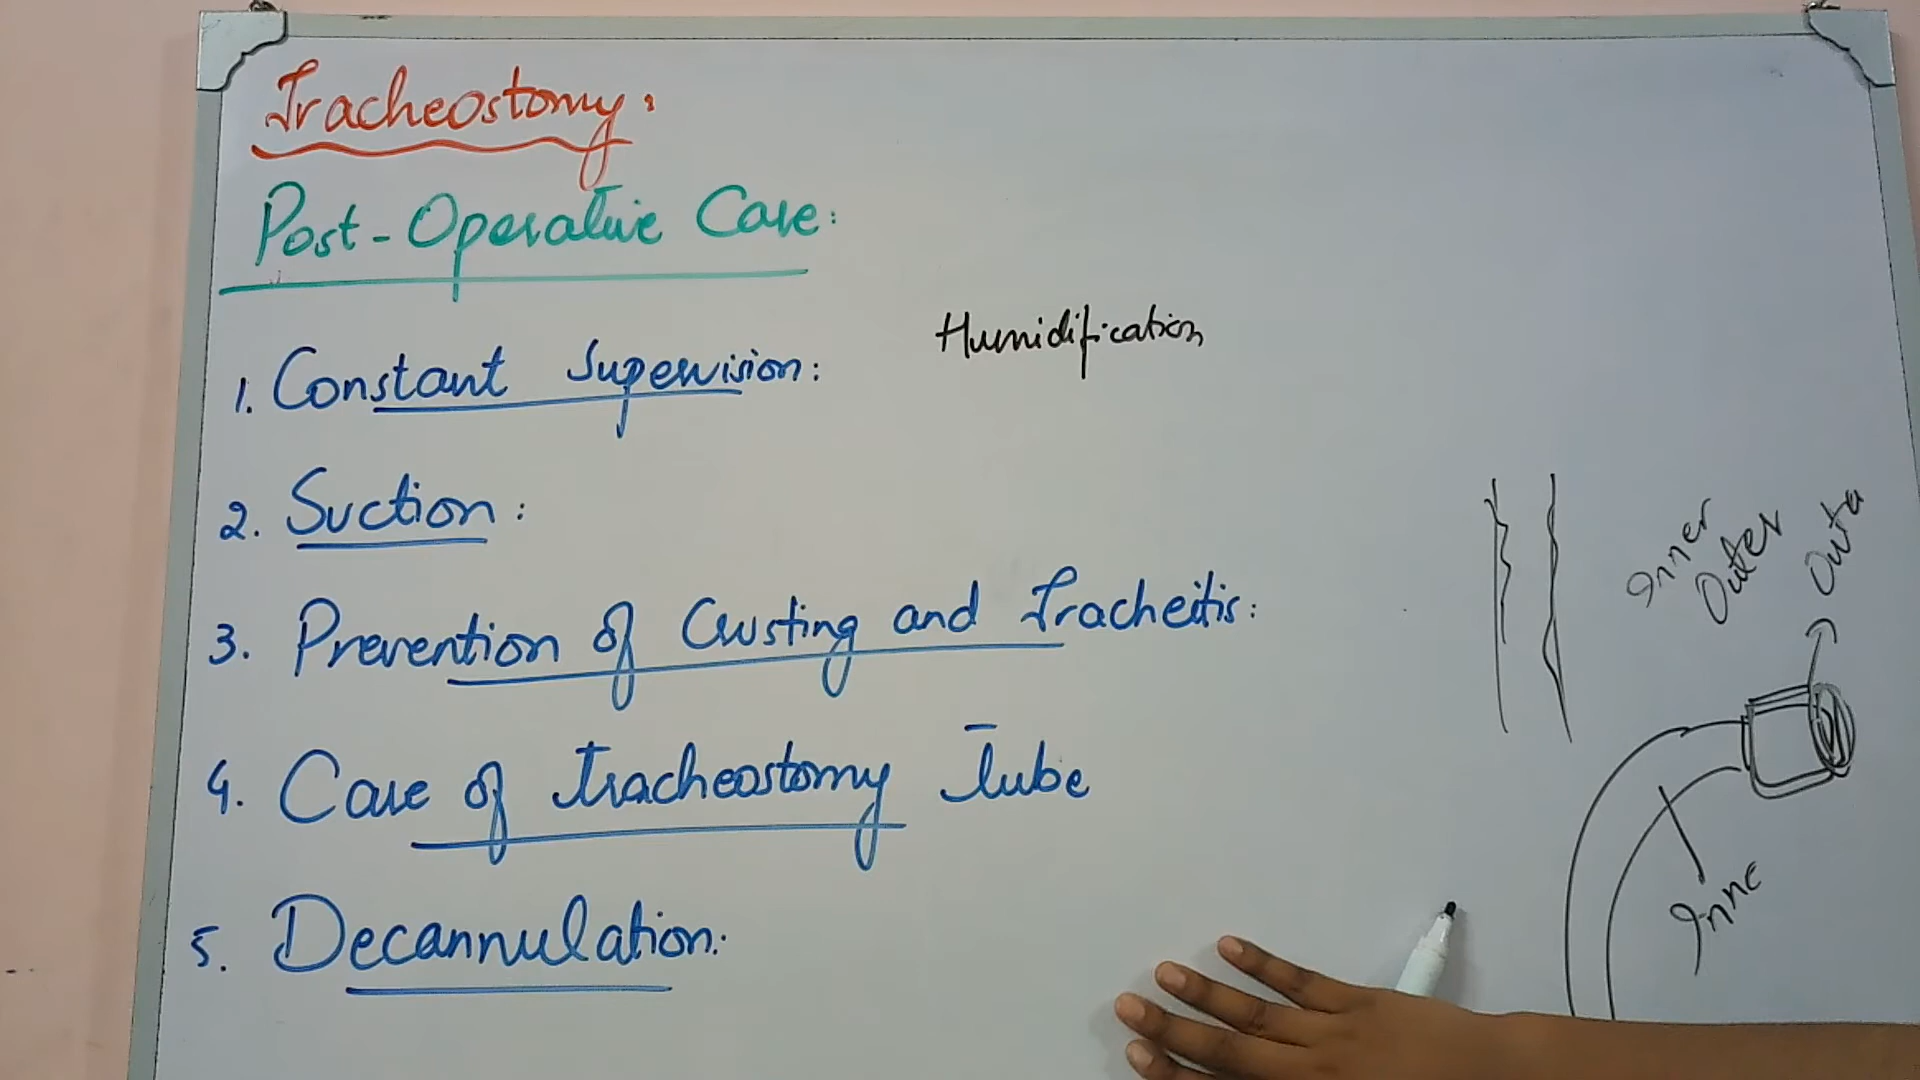 Tracheostomy:
Post-Operative Care:
Humidification
1. Constant Supervision:
2. Suction:
3. Prevention of Crusting and Tracheitis:
4. Care of Tracheostomy Tube
5. Decannulation:
Inner
Outer
Oute
Inne